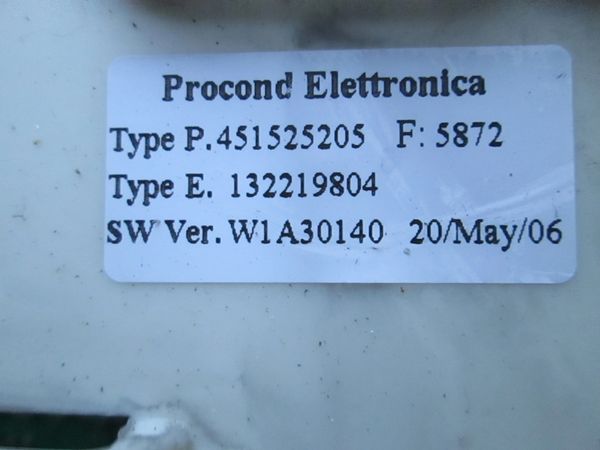 Procond Elettronica
Type P. 451525205 F: 5872
Type E. 132219804
SW Ver. W1A30140 20/May/06